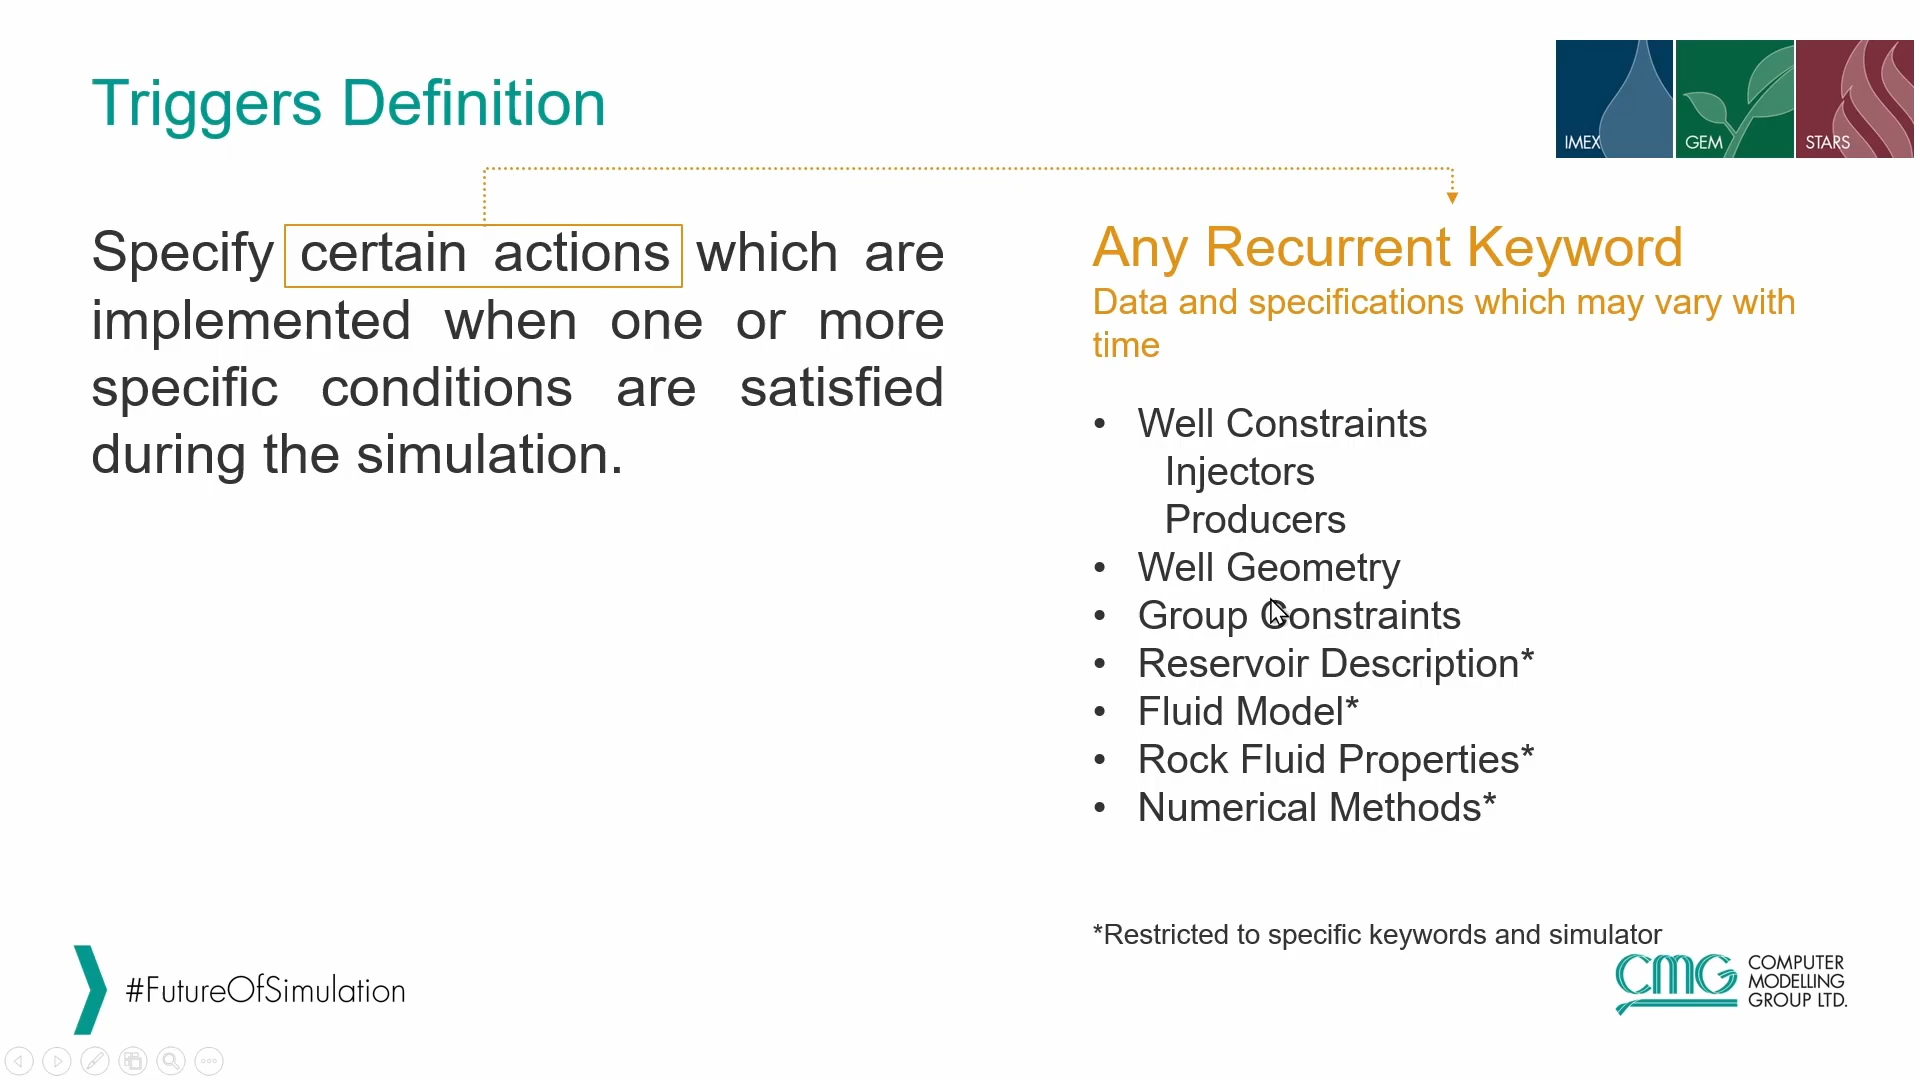 Triggers Definition
IMEX
GEM
STARS
Specify certain actions which are
implemented when one or more
specific conditions are satisfied
during the simulation.
Any Recurrent Keyword
Data and specifications which may vary with
time
• Well Constraints
Injectors
Producers
• Well Geometry
• Group Constraints
• Reservoir Description*
• Fluid Model*
• Rock Fluid Properties*
• Numerical Methods*
*Restricted to specific keywords and simulator
#FutureOfSimulation
CMG
COMPUTER
MODELLING
GROUP LTD.